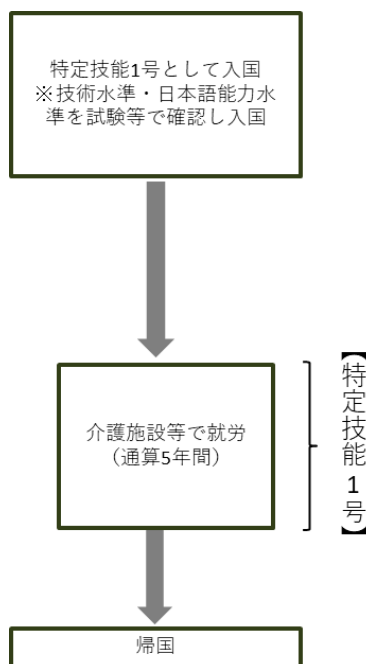 特定技能1号として入国
※技術水準・日本語能力水
準を試験等で確認し入国
介護施設等で就労
（通算5年間）
【特定技能1号】
帰国